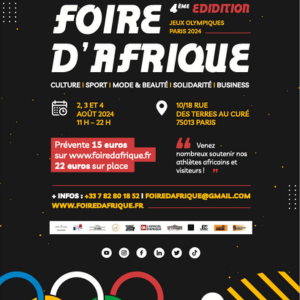 FOIRE
4ÈME EDIDITION
JEUX OLYMPIQUES
PARIS 2024
D'AFRIQUE
CULTURE I SPORT I MODE & BEAUTÉ I SOLIDARITÉ I BUSINESS
2, 3 ET 4
AOÛT 2024
11 H - 22 H
10/18 RUE
DES TERRES AU CURÉ
75013 PARIS
Prévente 15 euros
sur www.foiredafrique.fr
22 euros sur place
“ Venez
nombreux soutenir nos
athlètes africains et
visiteurs ! ”
+ INFOS : +33 7 82 80 18 52 I FOIREDAFRIQUE@GMAIL.COM
WWW.FOIREDAFRIQUE.FR